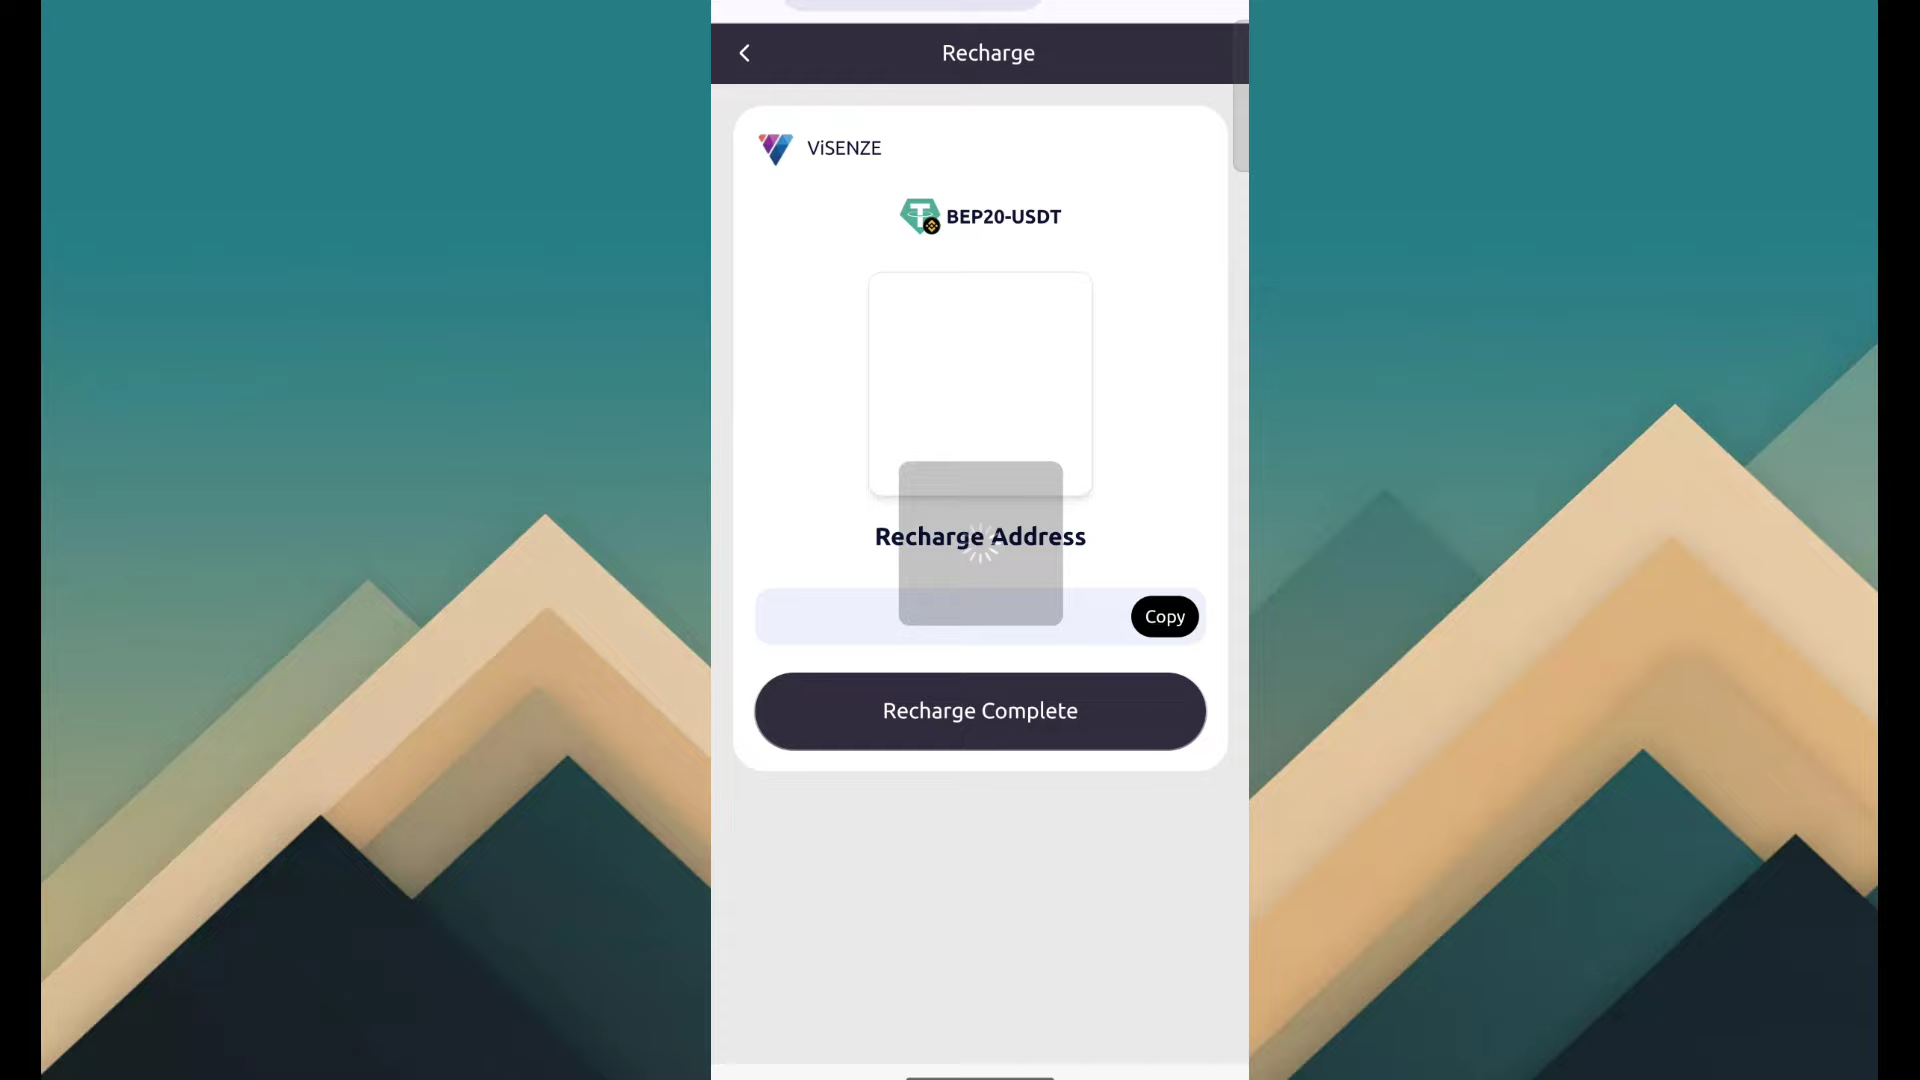 Recharge
ViSENZE
BEP20-USDT
Recharge Address
Copy
Recharge Complete